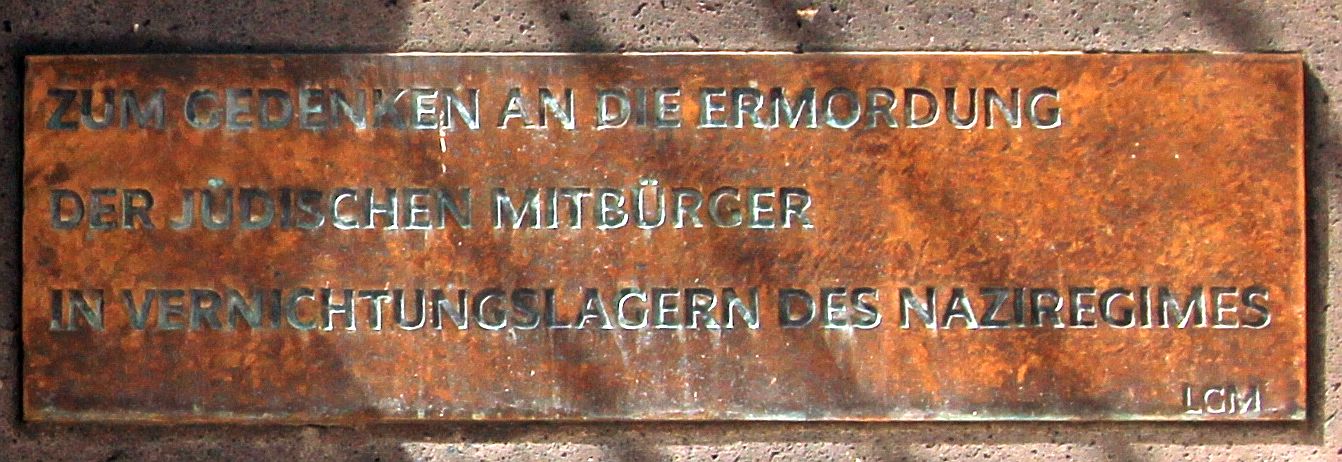 ZUM GEDENKEN AN DIE ERMORDUNG
DER JÜDISCHEN MITBÜRGER
IN VERNICHTUNGSLAGERN DES NAZIREGIMES
LGM